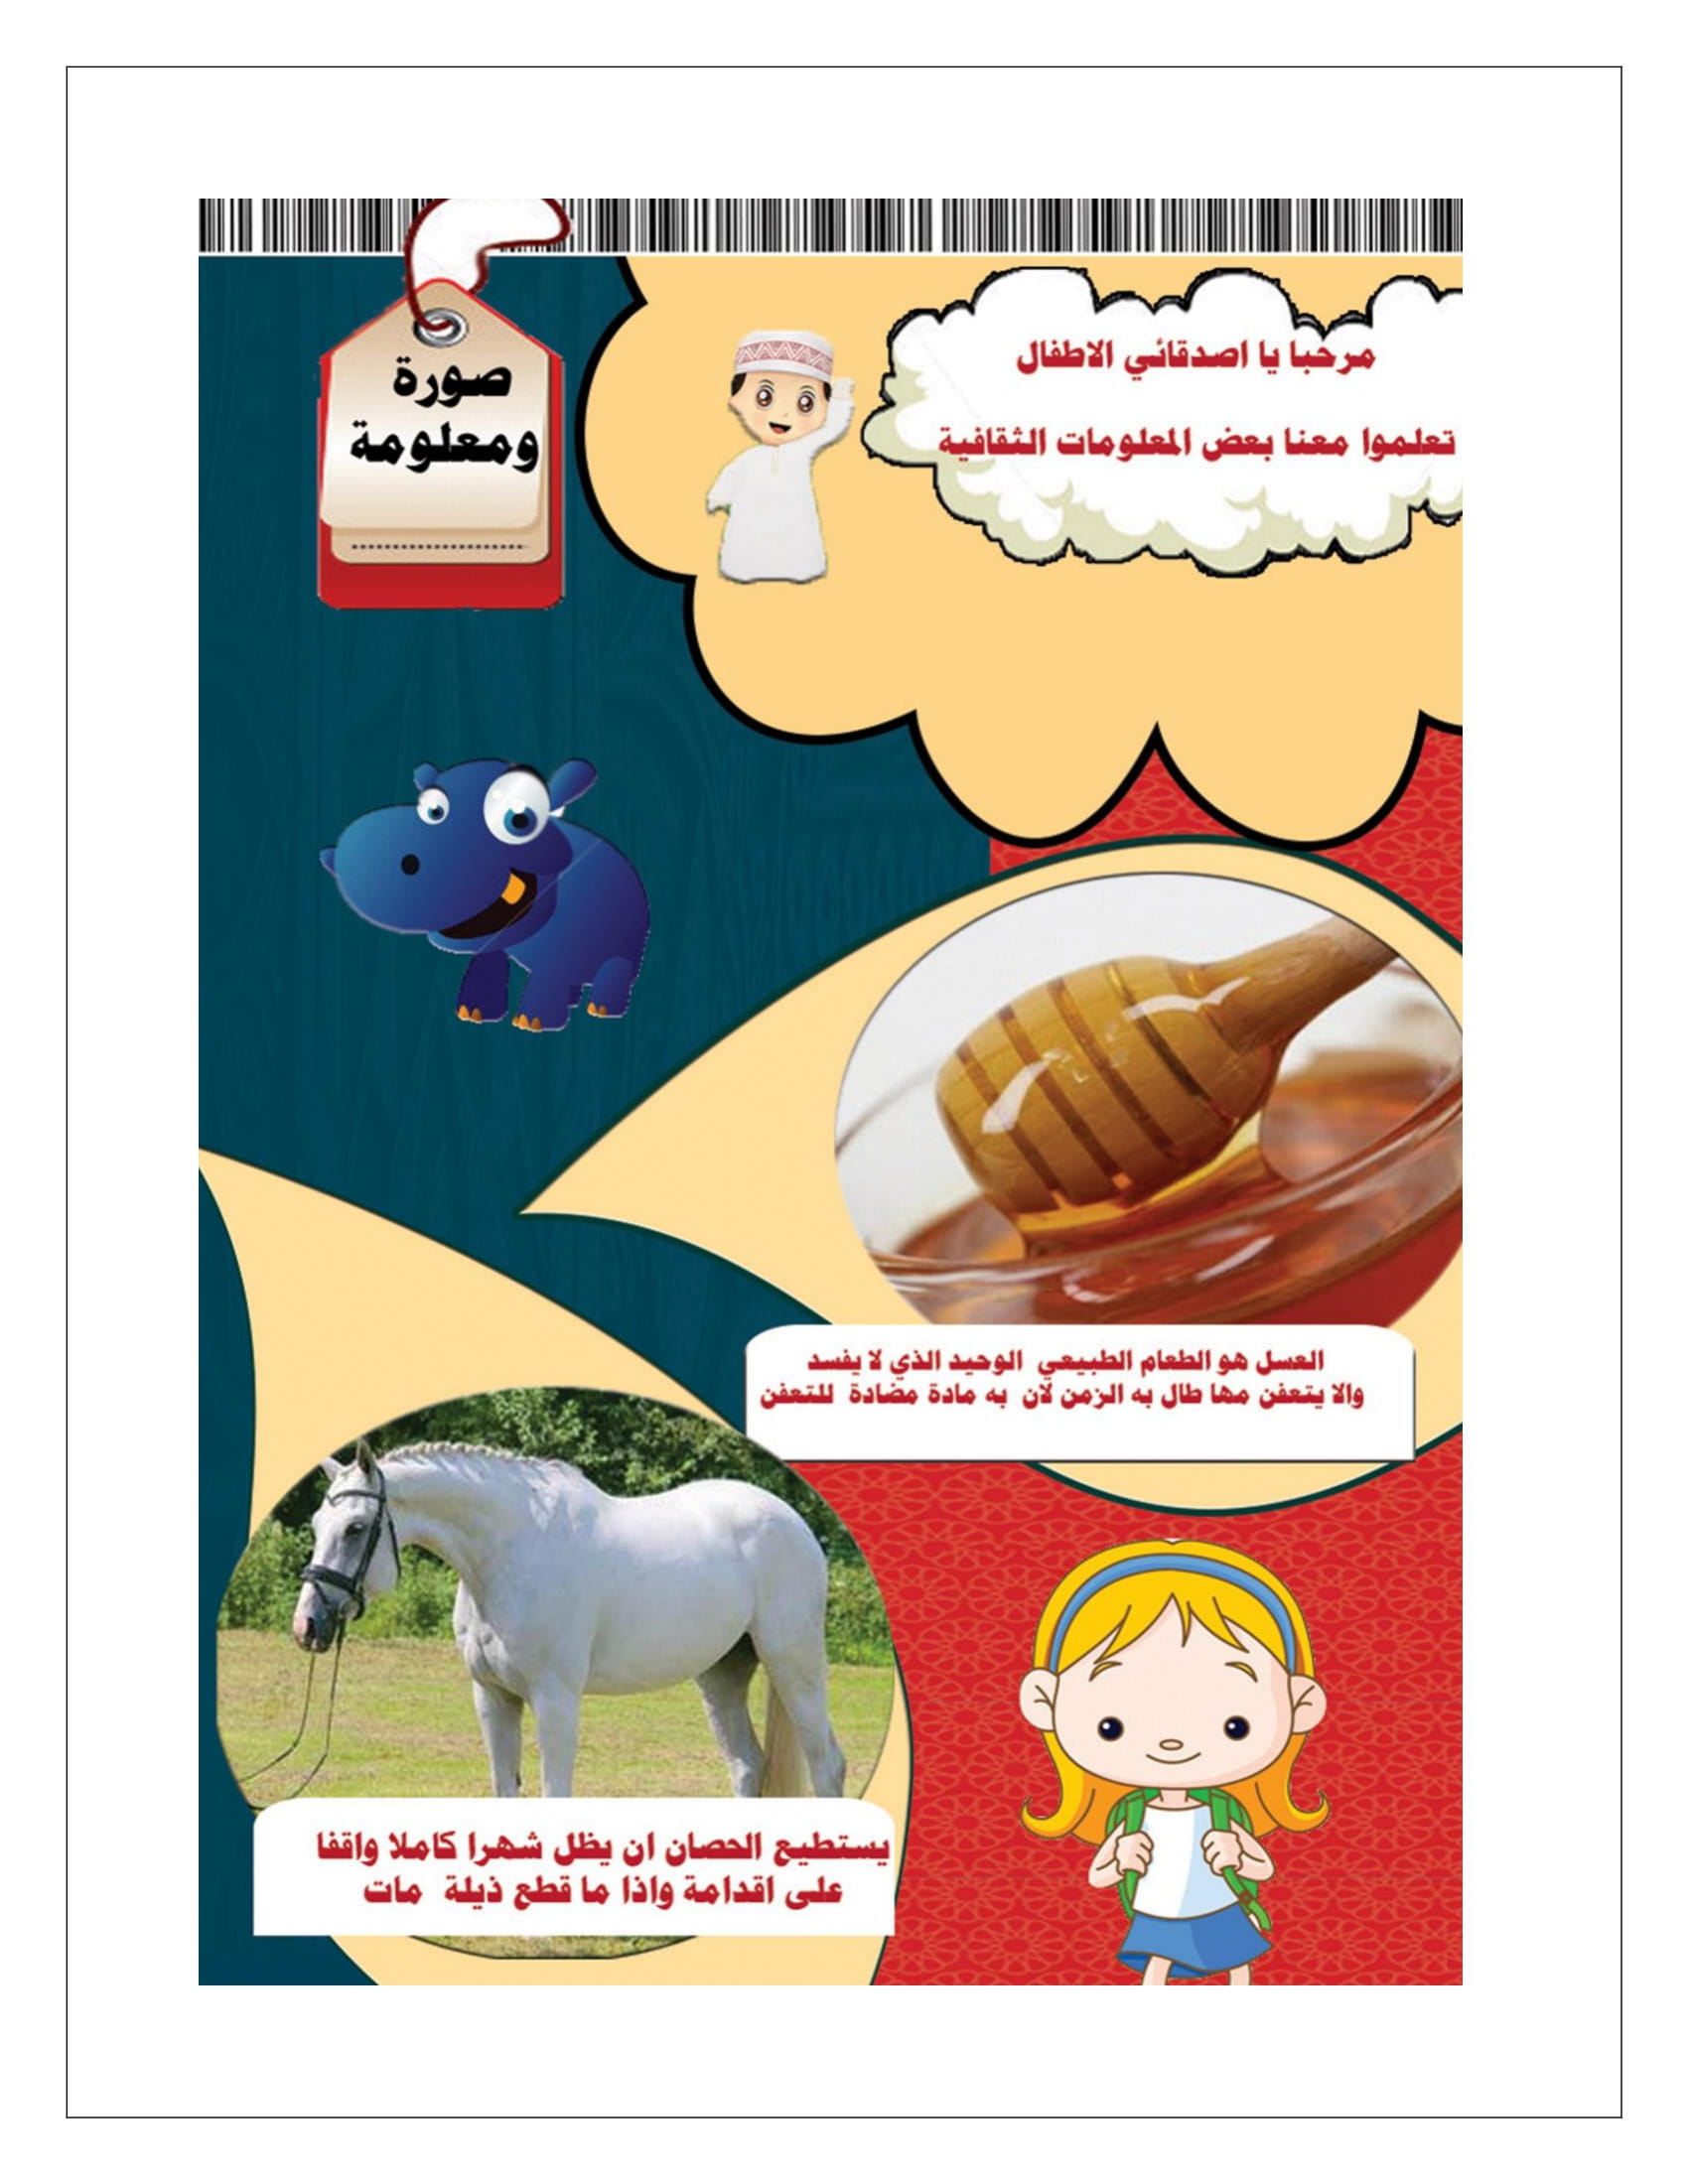 صورة
ومعلومة
مرحبا يا اصدقائي الاطفال
تعلموا معنا بعض المعلومات الثقافية
العسل هو الطعام الطبيعي الوحيد الذي لا يفسد
والا يتعفن مها طال به الزمن لان به مادة مضادة للتعفن
يستطيع الحصان ان يظل شهرا كاملا واقفا
على اقدامة واذا ما قطع ذيلة مات